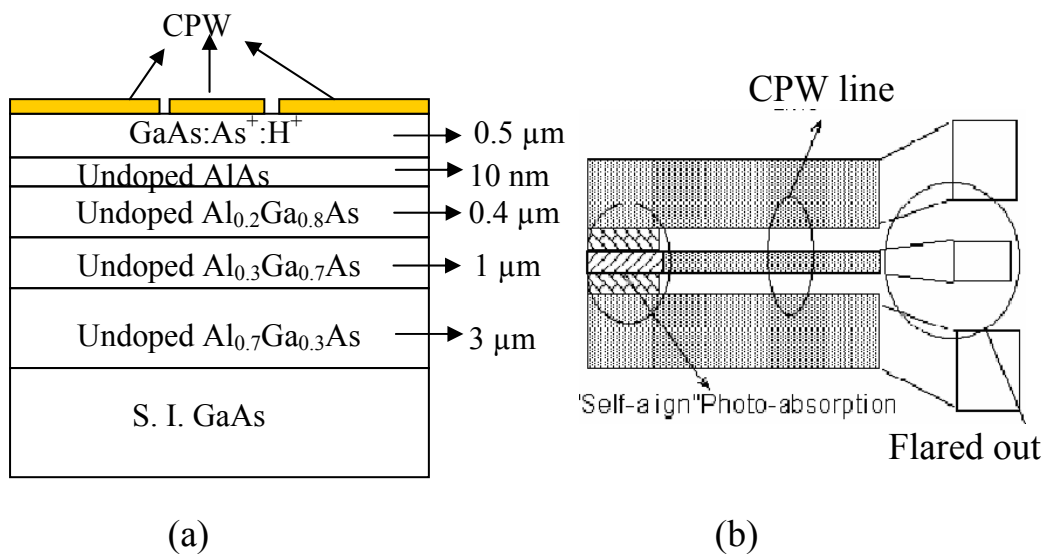 CPW
GaAs:As⁺:H⁺
0.5 µm
Undoped AlAs
10 nm
Undoped Al₀.₂Ga₀.₈As
0.4 µm
Undoped Al₀.₃Ga₀.₇As
1 µm
Undoped Al₀.₇Ga₀.₃As
3 µm
S. I. GaAs
(a)
CPW line
"Self-align"Photo-absorption
Flared out
(b)